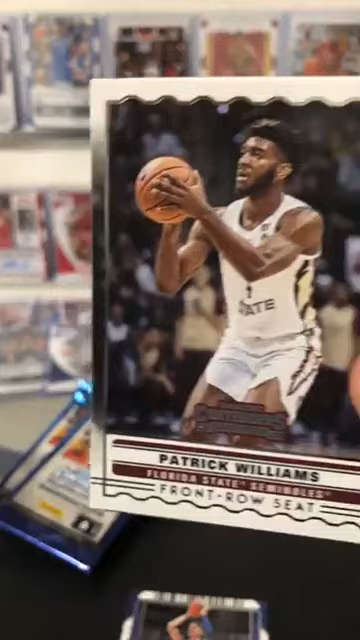 STATE
PATRICK WILLIAMS
FLORIDA STATE® SEMINOLES®
FRONT-ROW SEAT